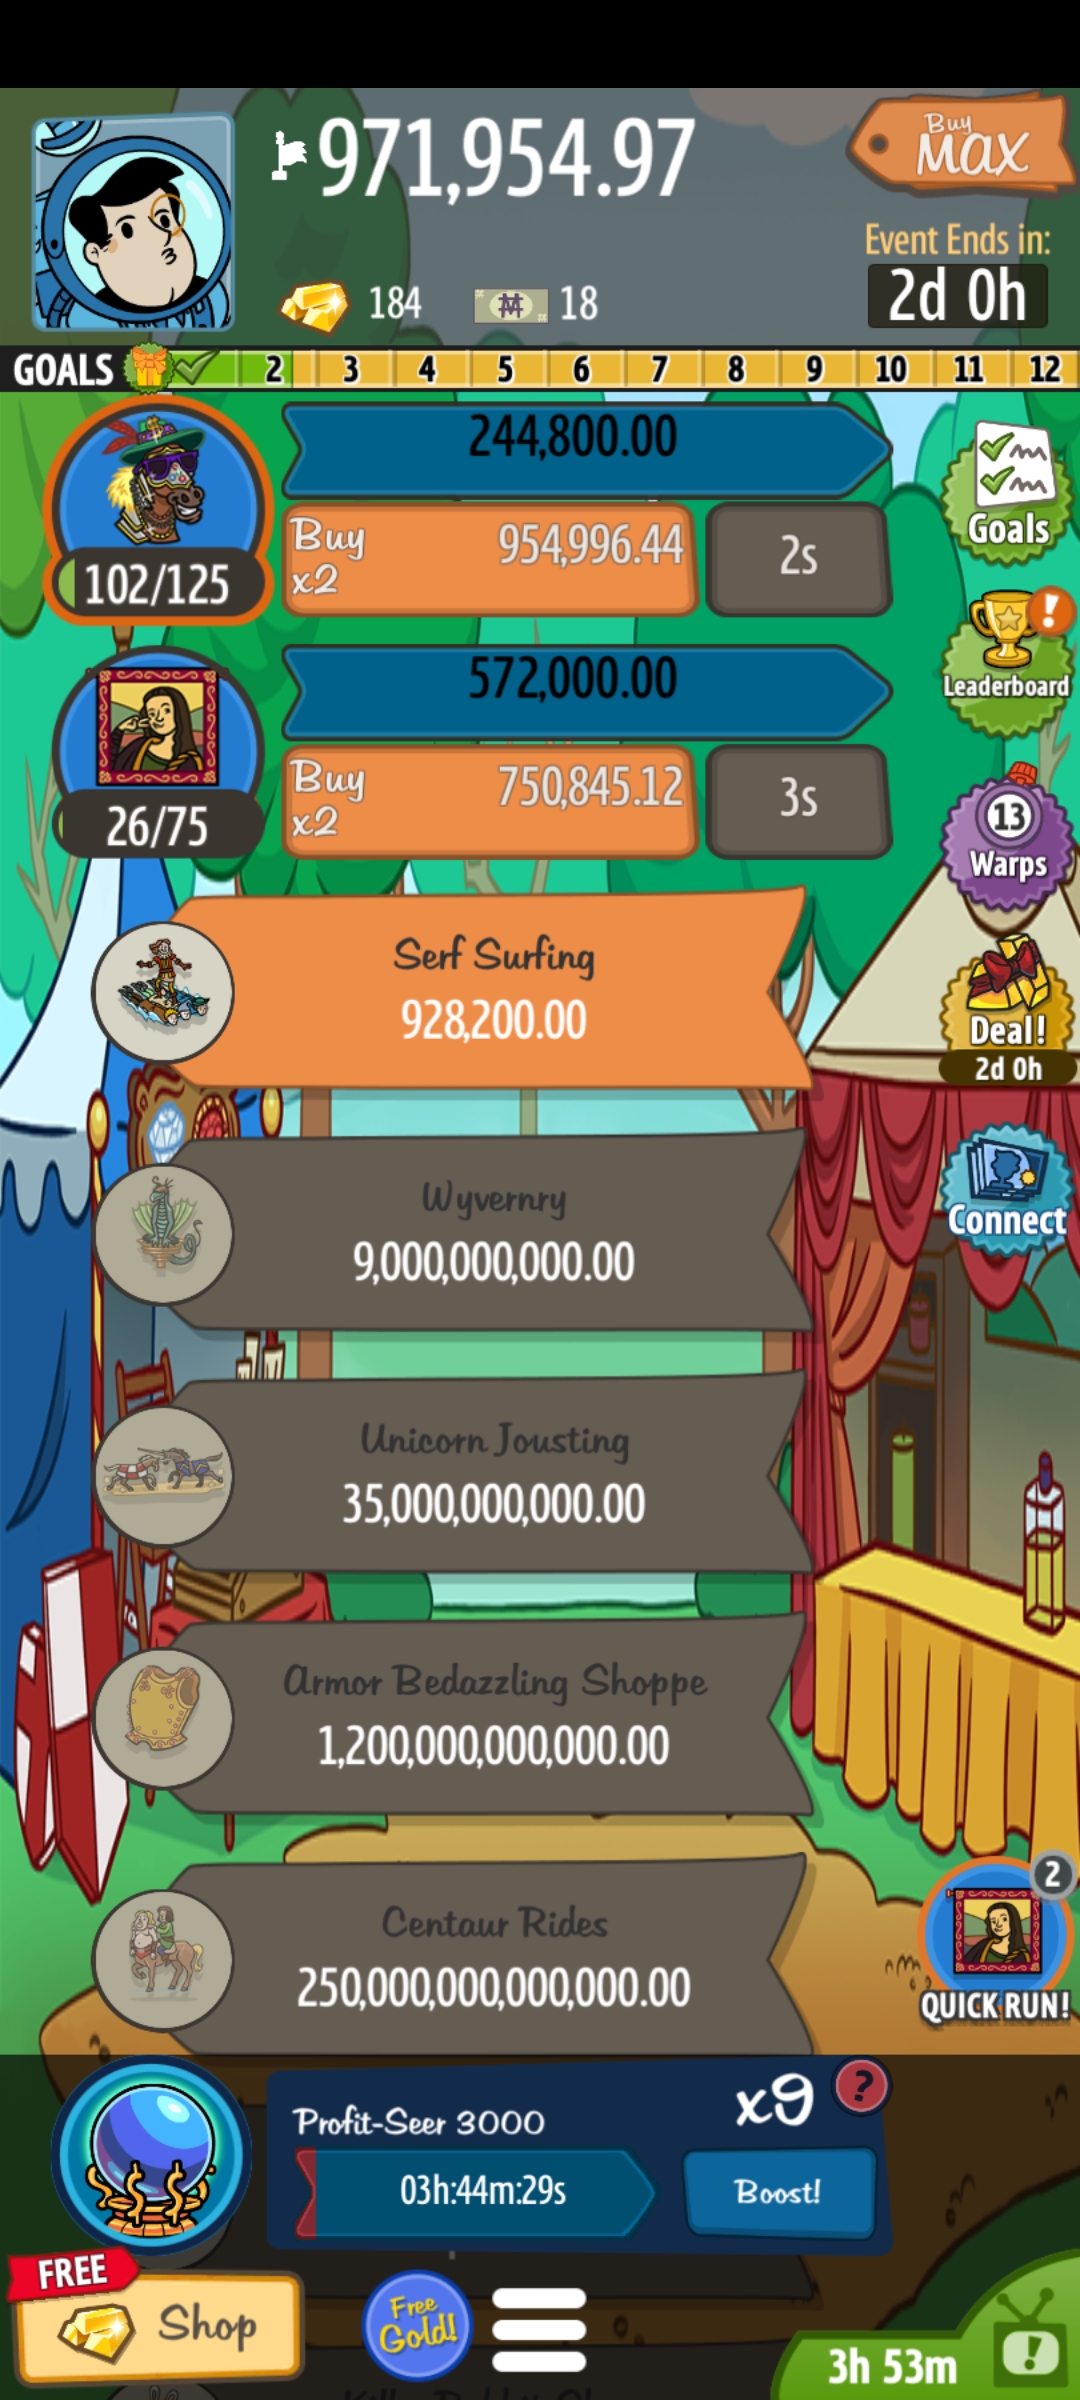 971,954.97
Buy
MAX
Event Ends in:
2d 0h
184
18
GOALS 2 3 4 5 6 7 8 9 10 11 12
244,800.00
Buy
x2
954,996.44
2s
102/125
Goals
Leaderboard
572,000.00
Buy
x2
750,845.12
3s
26/75
13
Warps
Serf Surfing
928,200.00
Deal!
2d 0h
Wyvernry
9,000,000,000.00
Connect
Unicorn Jousting
35,000,000,000.00
Armor Bedazzling Shoppe
1,200,000,000,000.00
Centaur Rides
250,000,000,000,000.00
2
QUICK RUN!
Profit-Seer 3000
x9
?
03h:44m:29s
Boost!
FREE
Shop
Free
Gold!
3h 53m